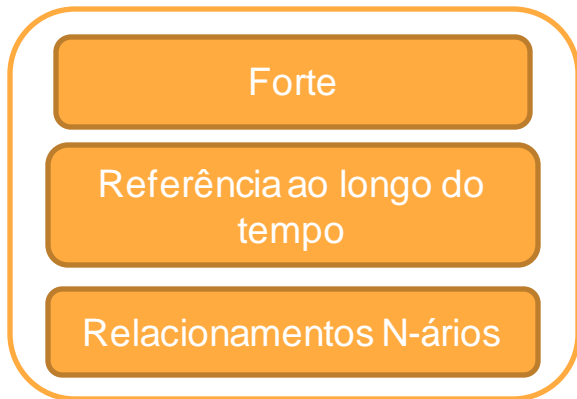 Forte
Referência ao longo do
tempo
Relacionamentos N-ários